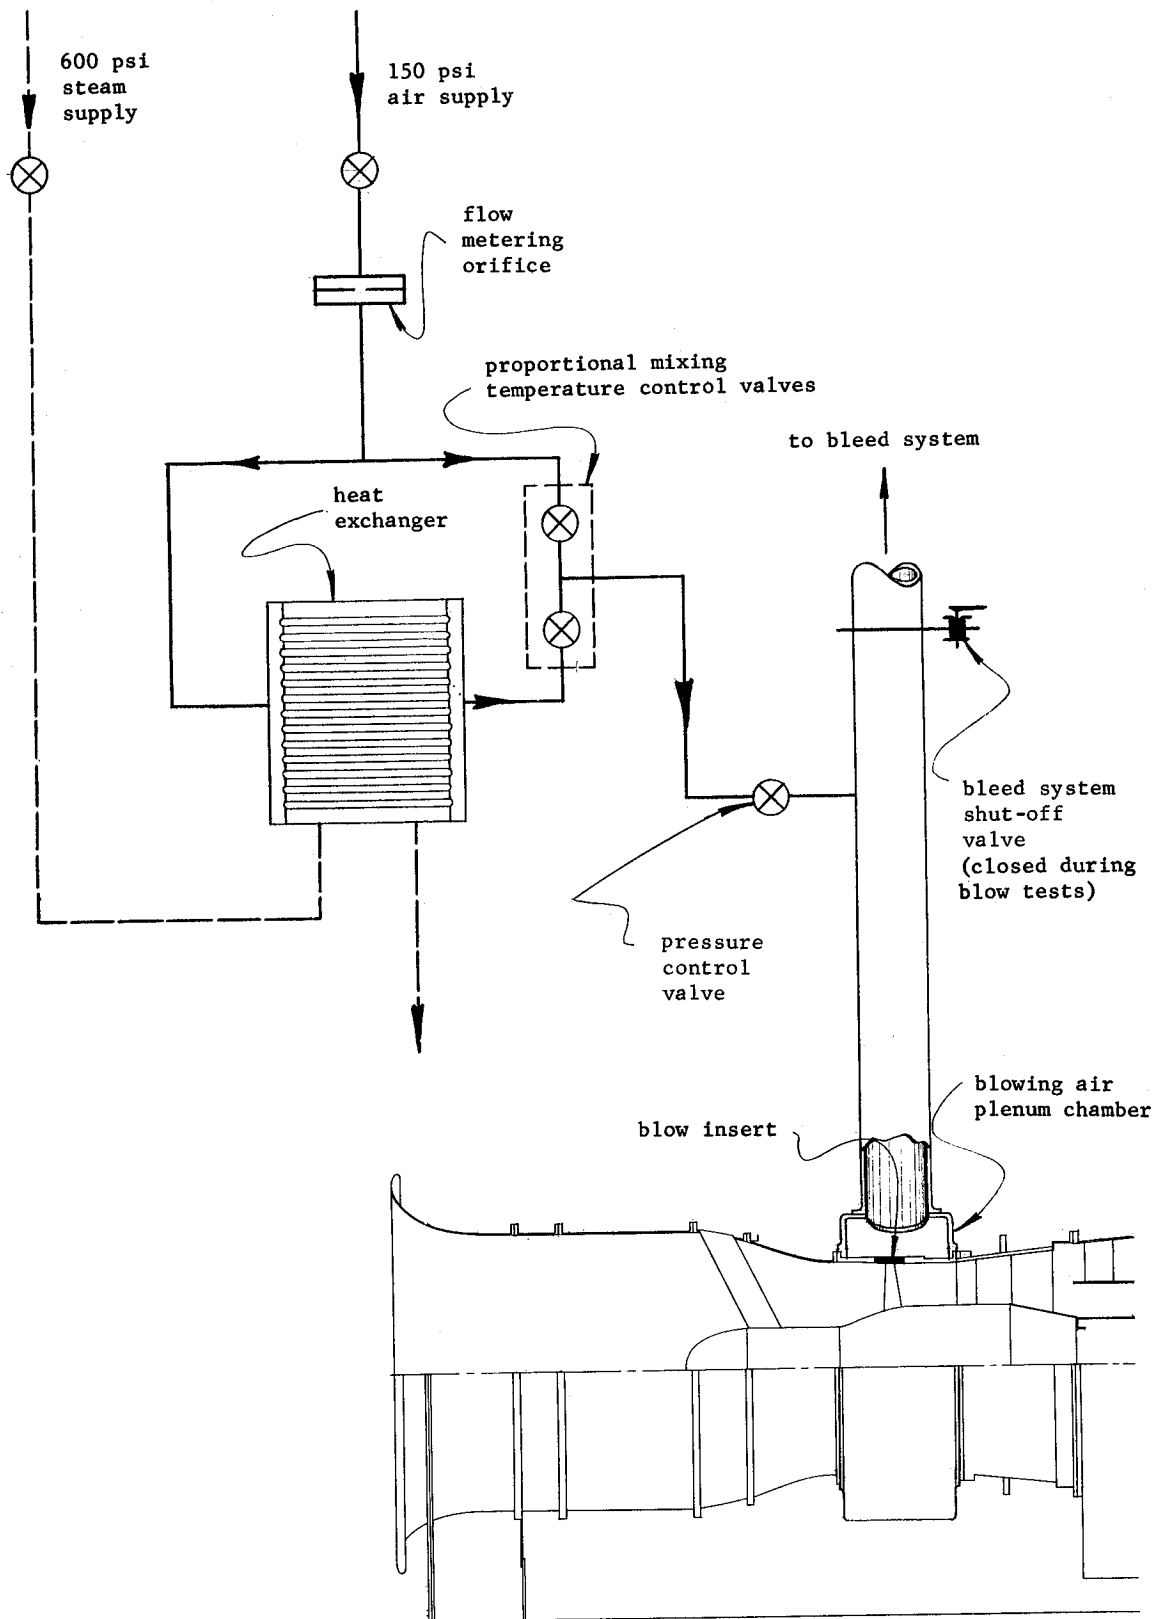 600 psi
steam
supply
150 psi
air supply
flow
metering
orifice
proportional mixing
temperature control valves
to bleed system
heat
exchanger
bleed system
shut-off
valve
(closed during
blow tests)
pressure
control
valve
blowing air
plenum chamber
blow insert